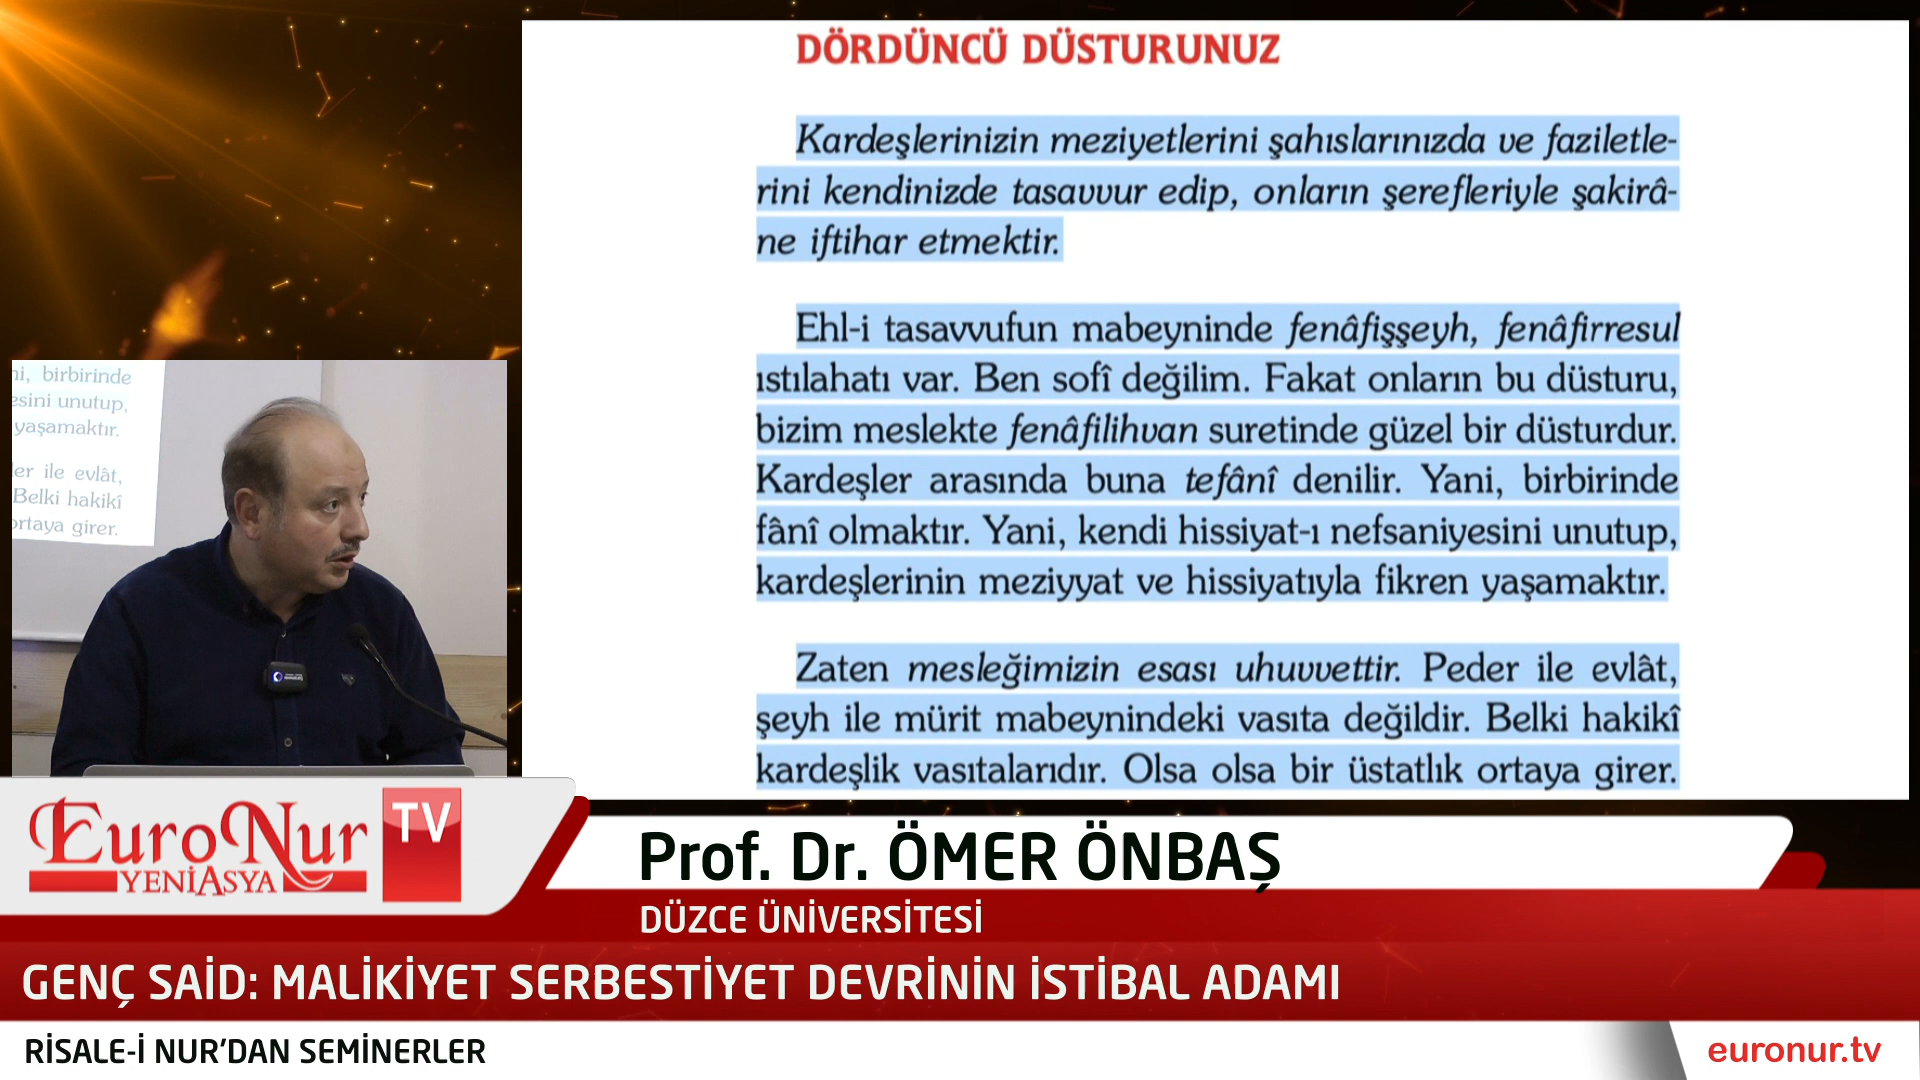 DÖRDÜNCÜ DÜSTURUNUZ
Kardeşlerinizin meziyetlerini şahıslarınızda ve faziletle-
rini kendinizde tasavvur edip, onların şerefleriyle şakirâ-
ne iftihar etmektir.
Ehl-i tasavvufun mabeyninde fenâfişşeyh, fenâfirresul
ıstılahatı var. Ben sofî değilim. Fakat onların bu düsturu,
bizim meslekte fenâfilihvan suretinde güzel bir düsturdur.
Kardeşler arasında buna tefânî denilir. Yani, birbirinde
fânî olmaktır. Yani, kendi hissiyat-ı nefsaniyesini unutup,
kardeşlerinin meziyyat ve hissiyatıyla fikren yaşamaktır.
Zaten mesleğimizin esası uhuvvettir. Peder ile evlât,
şeyh ile mürit mabeynindeki vasıta değildir. Belki hakikî
kardeşlik vasıtalarıdır. Olsa olsa bir üstatlık ortaya girer.
ni, birbirinde
esini unutup,
yaşamaktır.
er ile evlât,
Belki hakikî
ortaya girer.
EURONUR TV
YENİASYA
Prof. Dr. ÖMER ÖNBAŞ
DÜZCE ÜNİVERSİTESİ
GENÇ SAİD: MALİKİYET SERBESTİYET DEVRİNİN İSTİBAL ADAMI
RİSALE-İ NUR'DAN SEMİNERLER
euronur.tv